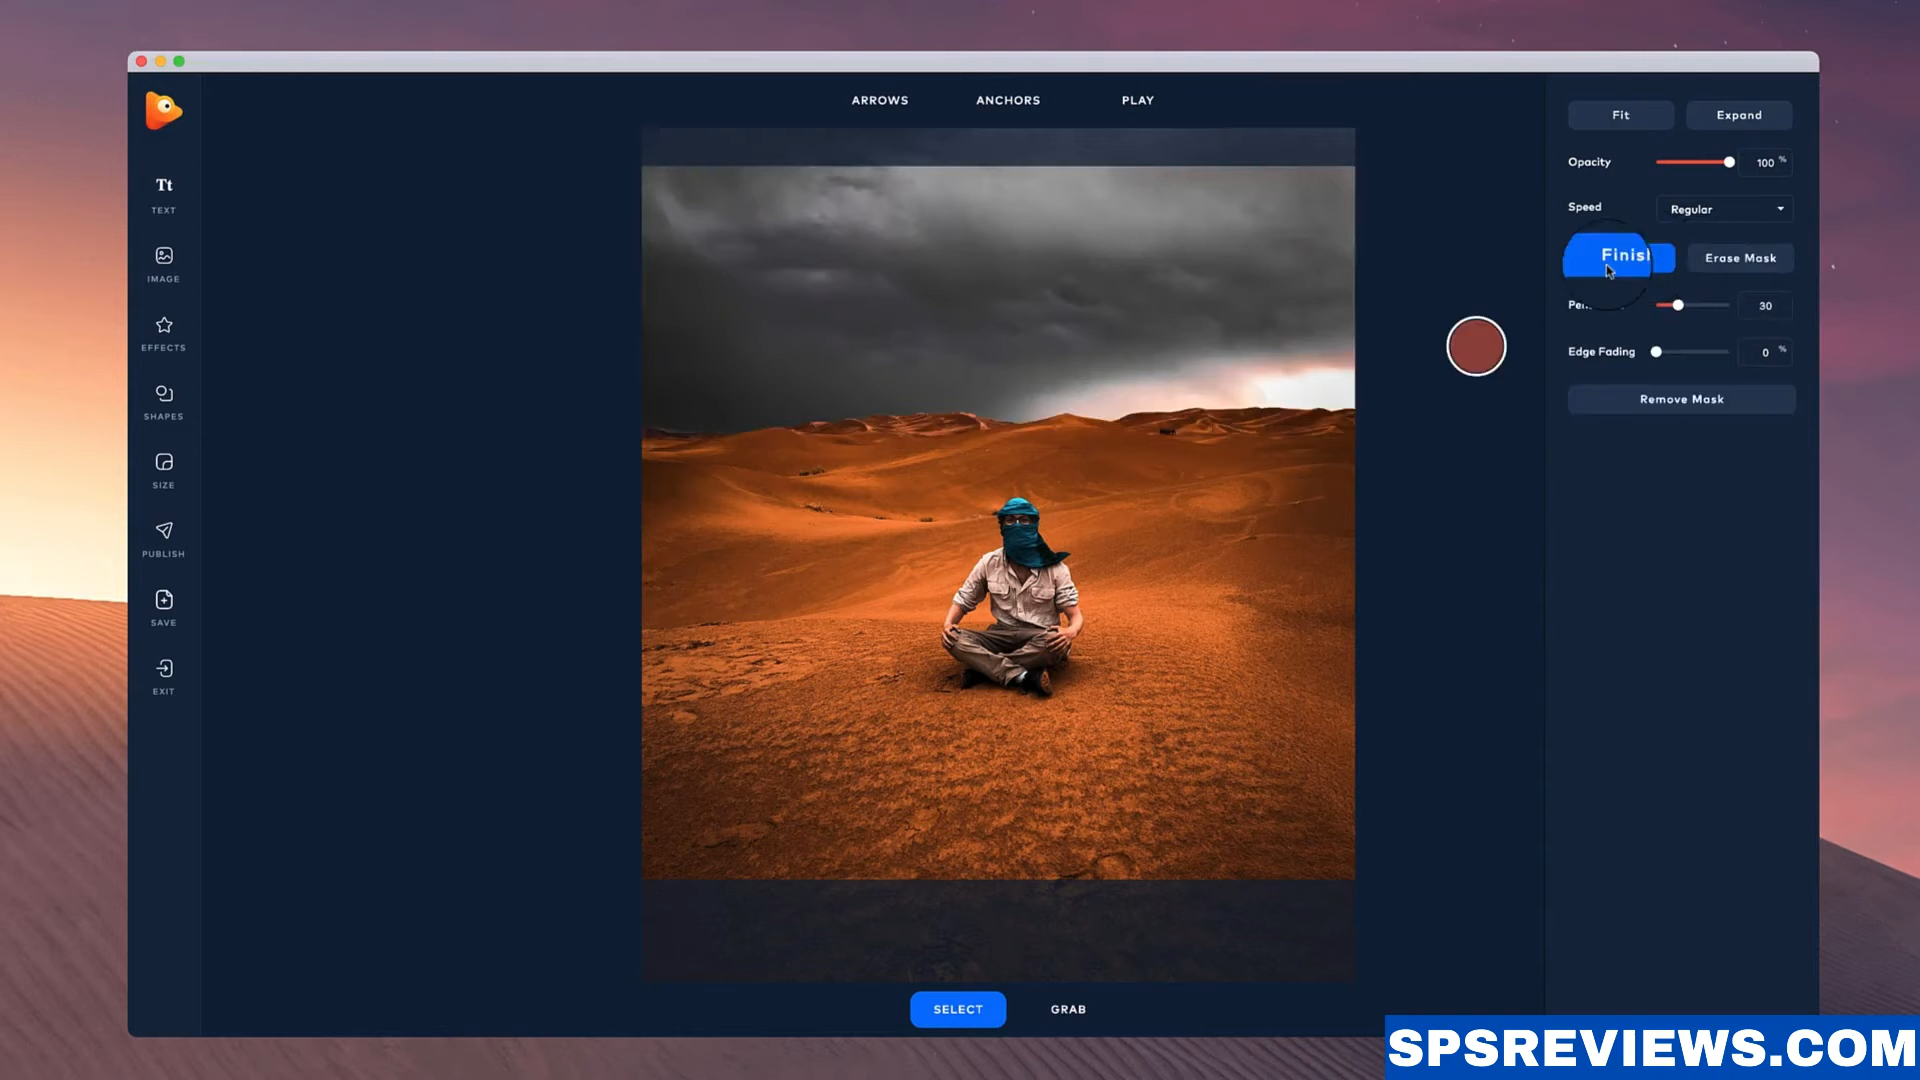 ARROWS
ANCHORS
PLAY
Tt
TEXT
IMAGE
EFFECTS
SHAPES
SIZE
PUBLISH
SAVE
EXIT
Fit
Expand
Opacity
100 %
Speed
Regular
Finish
Erase Mask
30
Edge Fading
0 %
Remove Mask
SELECT
GRAB
SPSREVIEWS.COM